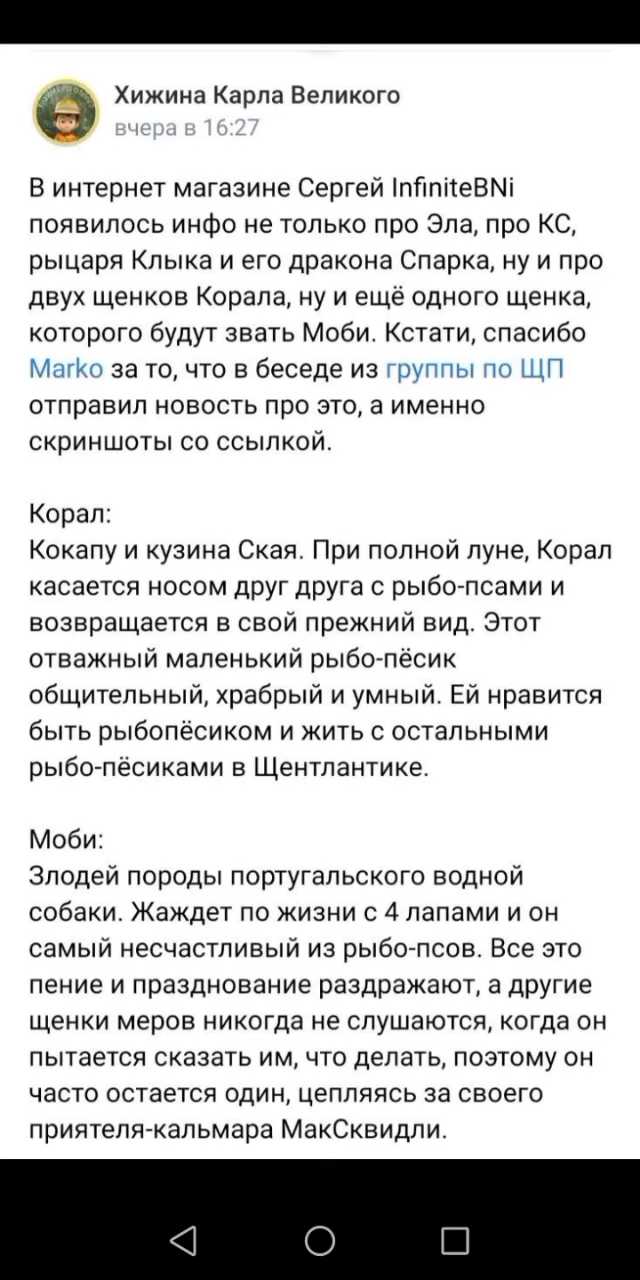 Хижина Карла Великого
вчера в 16:27
В интернет магазине Сергей InfiniteBNi
появилось инфо не только про Эла, про КС,
рыцаря Клыка и его дракона Спарка, ну и про
двух щенков Корала, ну и ещё одного щенка,
которого будут звать Моби. Кстати, спасибо
Marko за то, что в беседе из группы по ЩП
отправил новость про это, а именно
скриншоты со ссылкой.
Корал:
Кокапу и кузина Ская. При полной луне, Корал
касается носом друг друга с рыбо-псами и
возвращается в свой прежний вид. Этот
отважный маленький рыбо-пёсик
общительный, храбрый и умный. Ей нравится
быть рыбопёсиком и жить с остальными
рыбо-пёсиками в Щентлантике.
Моби:
Злодей породы португальского водной
собаки. Жаждет по жизни с 4 лапами и он
самый несчастливый из рыбо-псов. Все это
пение и празднование раздражают, а другие
щенки меров никогда не слушаются, когда он
пытается сказать им, что делать, поэтому он
часто остается один, цепляясь за своего
приятеля-кальмара МакСквидли.